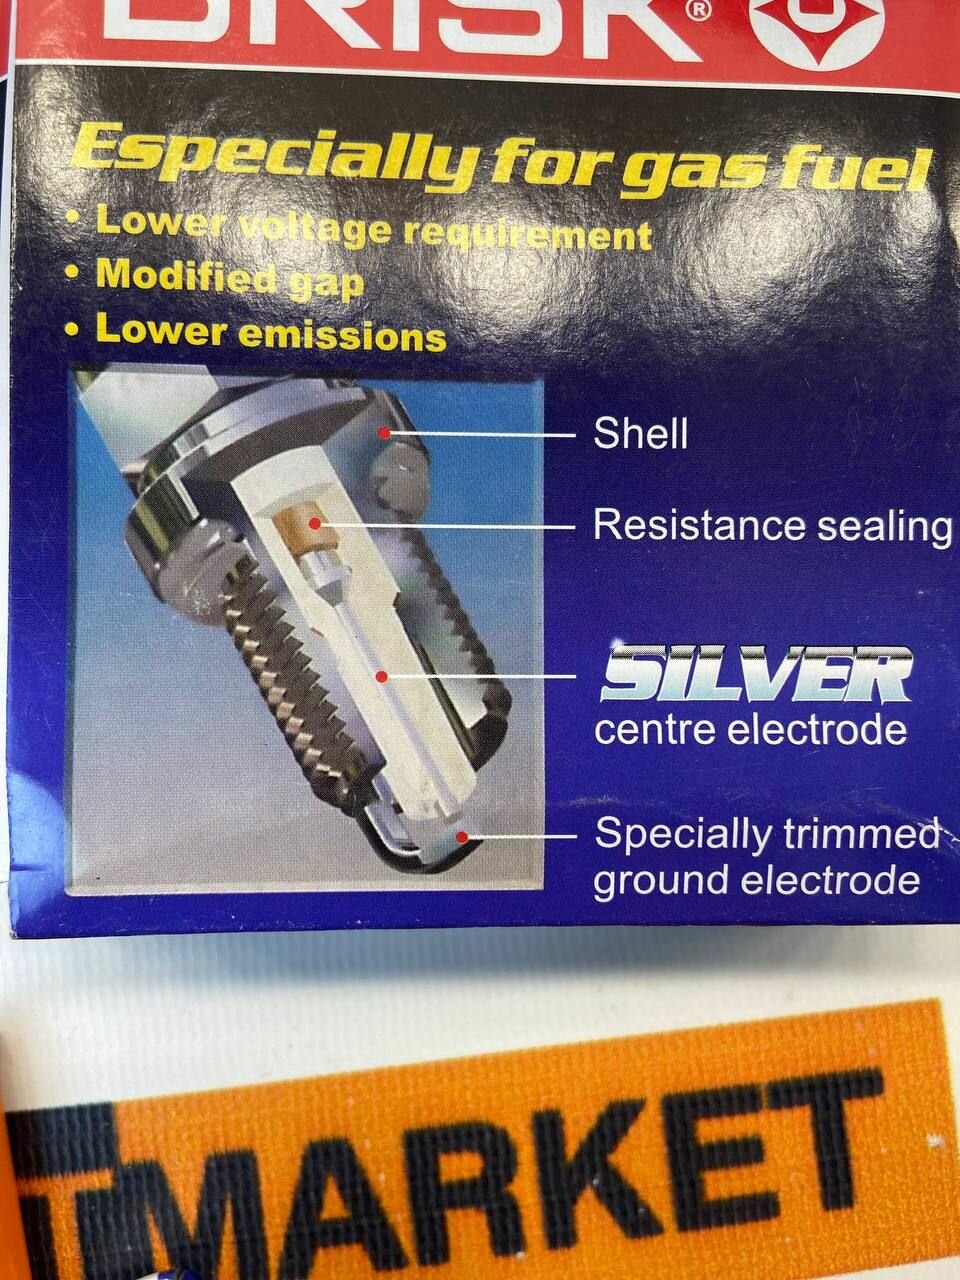 BRISK®
Especially for gas fuel
• Lower voltage requirement
• Modified gap
• Lower emissions
Shell
Resistance sealing
SILVER
centre electrode
Specially trimmed
ground electrode
MARKET